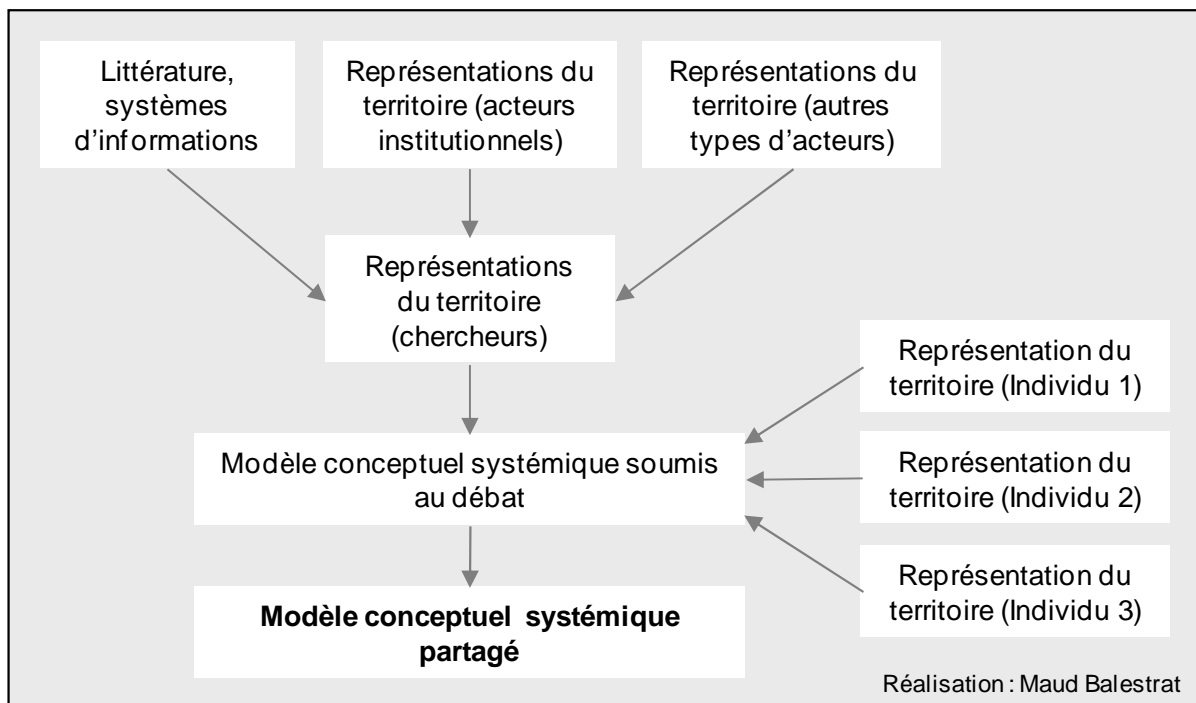 Littérature,
systèmes
d'informations
Représentations du
territoire (acteurs
institutionnels)
Représentations du
territoire (autres
types d'acteurs)
Représentations
du territoire
(chercheurs)
Représentation du
territoire (Individu 1)
Modèle conceptuel systémique soumis
au débat
Représentation du
territoire (Individu 2)
Représentation du
territoire (Individu 3)
Modèle conceptuel systémique
partagé
Réalisation : Maud Balestrat